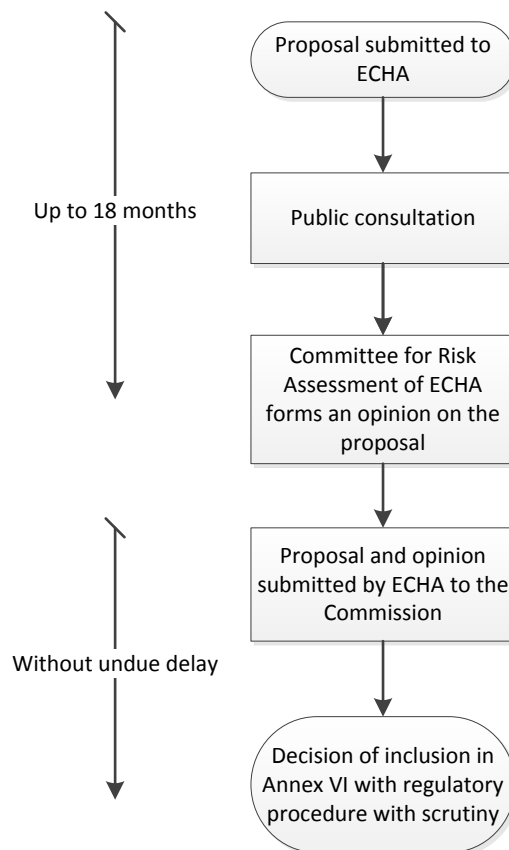 Proposal submitted to
ECHA
Up to 18 months
Public consultation
Committee for Risk
Assessment of ECHA
forms an opinion on the
proposal
Proposal and opinion
submitted by ECHA to the
Commission
Without undue delay
Decision of inclusion in
Annex VI with regulatory
procedure with scrutiny